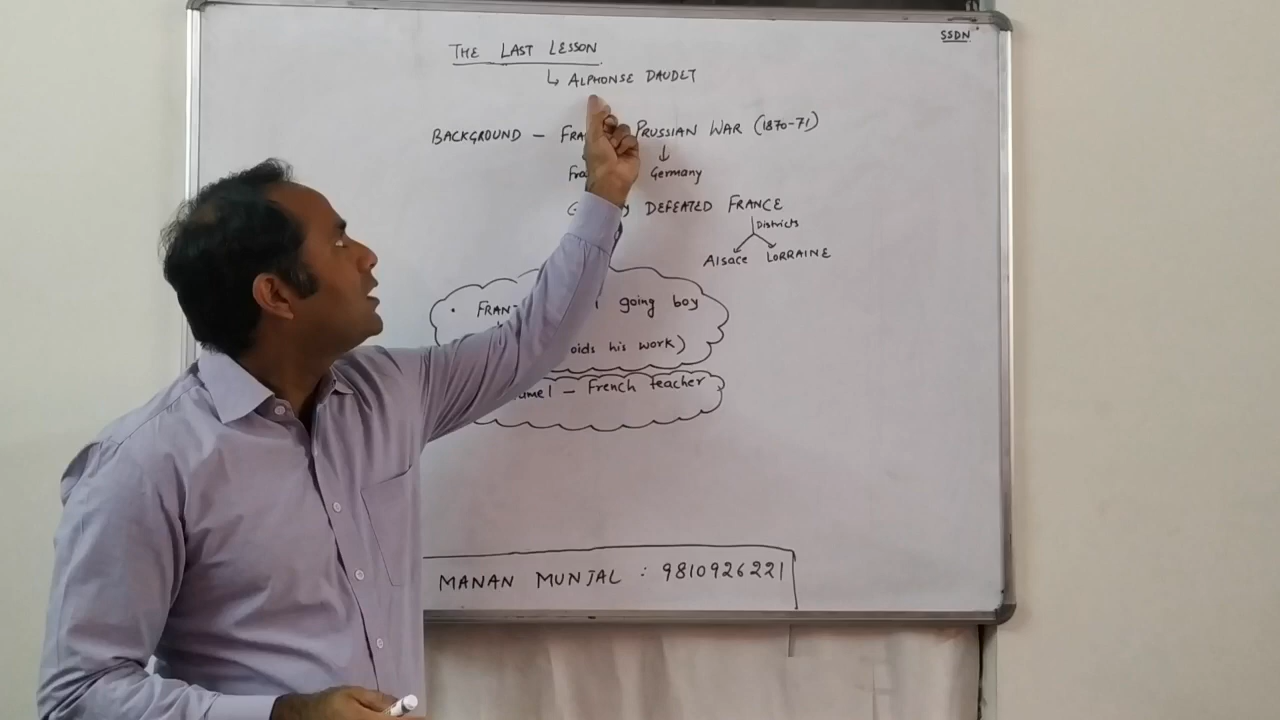 SSDN
THE LAST LESSON
↳ ALPHONSE DAUDET
BACKGROUND – PRUSSIAN WAR (1870-71)
↓
Germany
DEFEATED FRANCE
Districts
Alsace LORRAINE
• FRAN going boy
his work)
– French teacher
MANAN MUNJAL : 9810926221